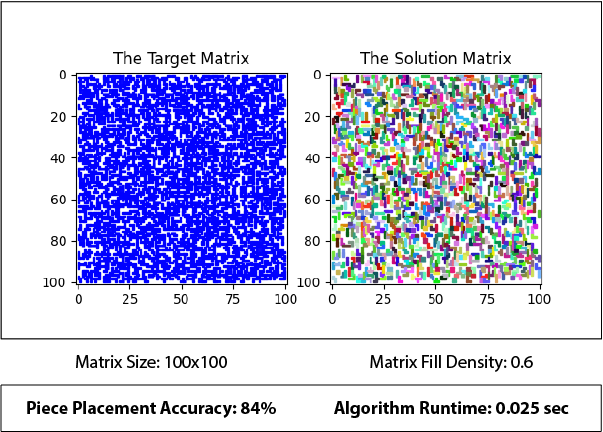 The Target Matrix
The Solution Matrix
0
20
40
60
80
100
0 25 50 75 100
0
20
40
60
80
100
0 25 50 75 100
Matrix Size: 100x100
Matrix Fill Density: 0.6
Piece Placement Accuracy: 84%
Algorithm Runtime: 0.025 sec